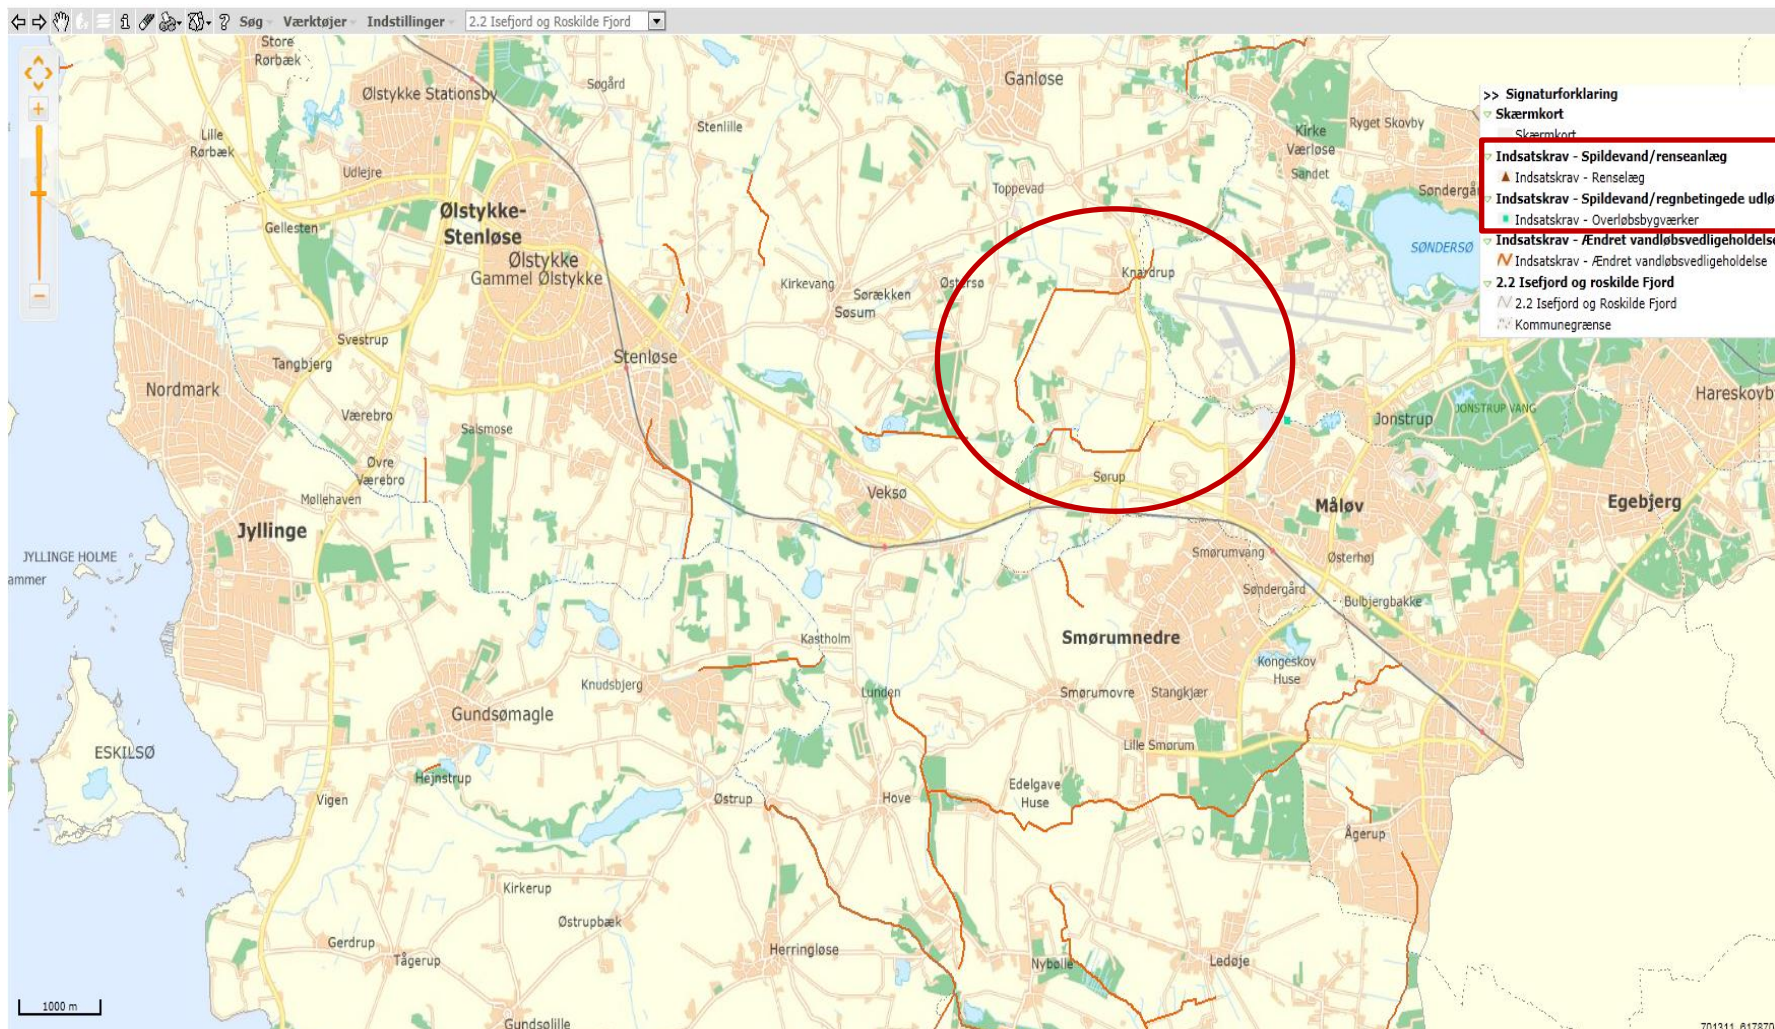 Søg Værktøjer Indstillinger 2.2 Isefjord og Roskilde Fjord
Store
Rørbæk
Ølstykke Stationsby
Søgård
Ganløse
>> Signaturforklaring
Skærmkort
Skærmkort
Indsatskrav - Spildevand/renseanlæg
Indsatskrav - Renselæg
Indsatskrav - Spildevand/regnbetingede udlø
Indsatskrav - Overløbsbygværker
Indsatskrav - Ændret vandløbsvedligeholdelse
Indsatskrav - Ændret vandløbsvedligeholdelse
2.2 Isefjord og roskilde Fjord
2.2 Isefjord og Roskilde Fjord
Kommunegrænse
Lille
Rørbæk
Stenlille
Kirke
Værløse
Ryget Skovby
Sandet
Søndergå
Udlejre
Toppevad
Ølstykke-
Stenløse
Gellesten
Ølstykke
Gammel Ølstykke
SØNDERSØ
Knardrup
Kirkevang
Sørækken
Østersø
Søsum
Svestrup
Tangbjerg
Stenløse
Nordmark
Hareskovb
Værebro
Salsmose
JONSTRUP VANG
Jonstrup
Øvre
Værebro
Møllehaven
Veksø
Sørup
Måløv
Egebjerg
Jyllinge
JYLLINGE HOLME
ammer
Smørumvang
Østerhøj
Søndergård
Bulbjergbakke
Kastholm
Smørumnedre
Kongeskov
Huse
Knudsbjerg
Lunden
Smørumovre
Stangkjær
Gundsømagle
ESKILSØ
Lille Smørum
Hejnstrup
Vigen
Østrup
Hove
Edelgave
Huse
Ågerup
Kirkerup
Østrupbæk
Gerdrup
Tågerup
Herringløse
Nybølle
Ledøje
1000 m
Gundsølille
701311, 617870